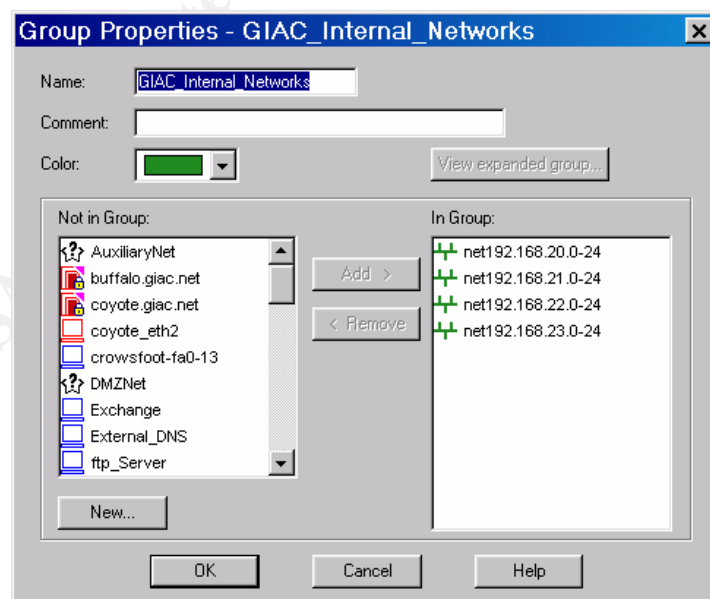 Group Properties - GIAC_Internal_Networks
Name: GIAC_Internal_Networks
Comment:
Color:
View expanded group...
Not in Group:
AuxiliaryNet
buffalo.giac.net
coyote.giac.net
coyote_eth2
crowsfoot-fa0-13
DMZNet
Exchange
External_DNS
ftp_Server
Add >
< Remove
In Group:
net192.168.20.0-24
net192.168.21.0-24
net192.168.22.0-24
net192.168.23.0-24
New...
OK
Cancel
Help